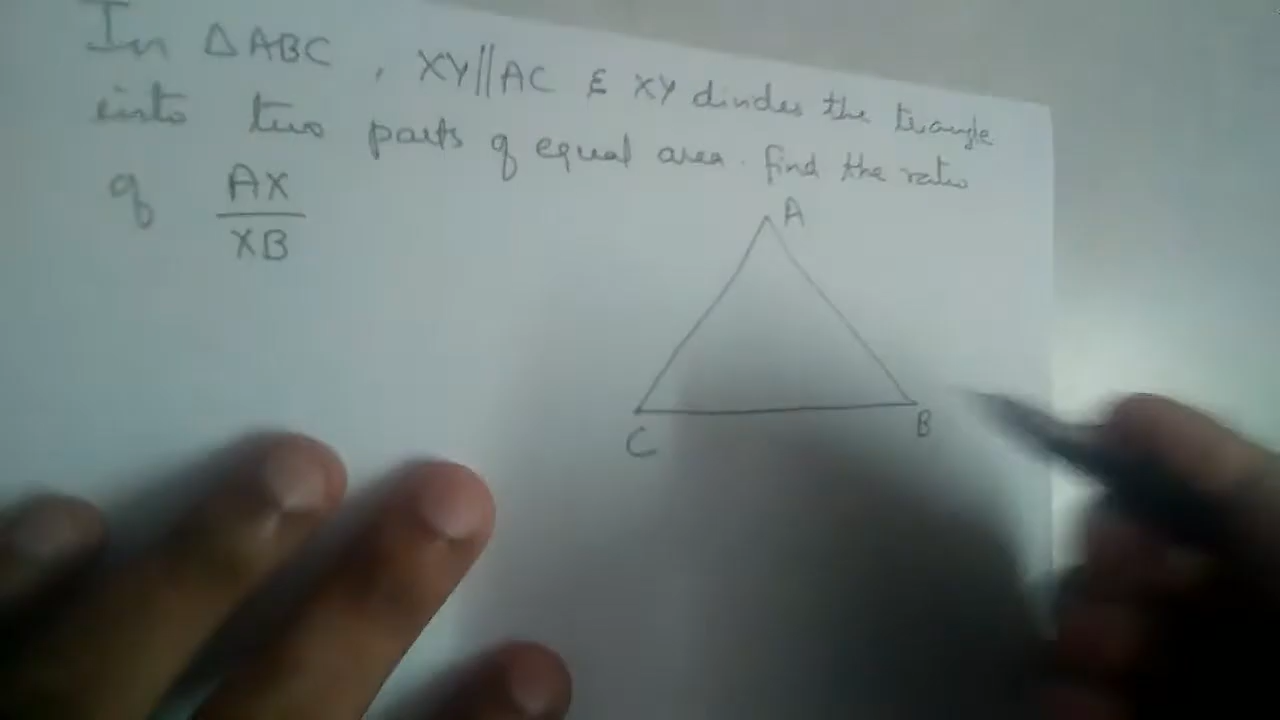 In △ABC, XY||AC & XY divides the triangle
into two parts of equal area. find the ratio
of AX
XB
A
C
B